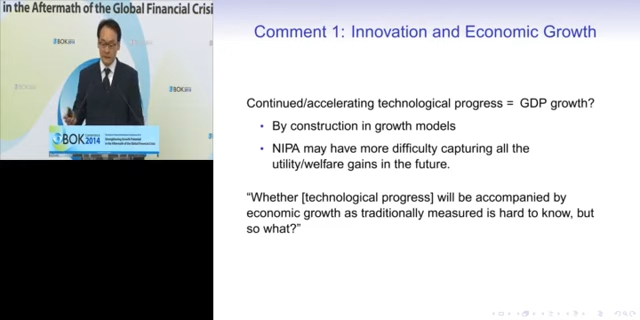 in the Aftermath of the Global Financial Crisi
BOK
2014
Comment 1: Innovation and Economic Growth
Continued/accelerating technological progress = GDP growth?
• By construction in growth models
• NIPA may have more difficulty capturing all the
utility/welfare gains in the future.
“Whether [technological progress] will be accompanied by
economic growth as traditionally measured is hard to know, but
so what?”